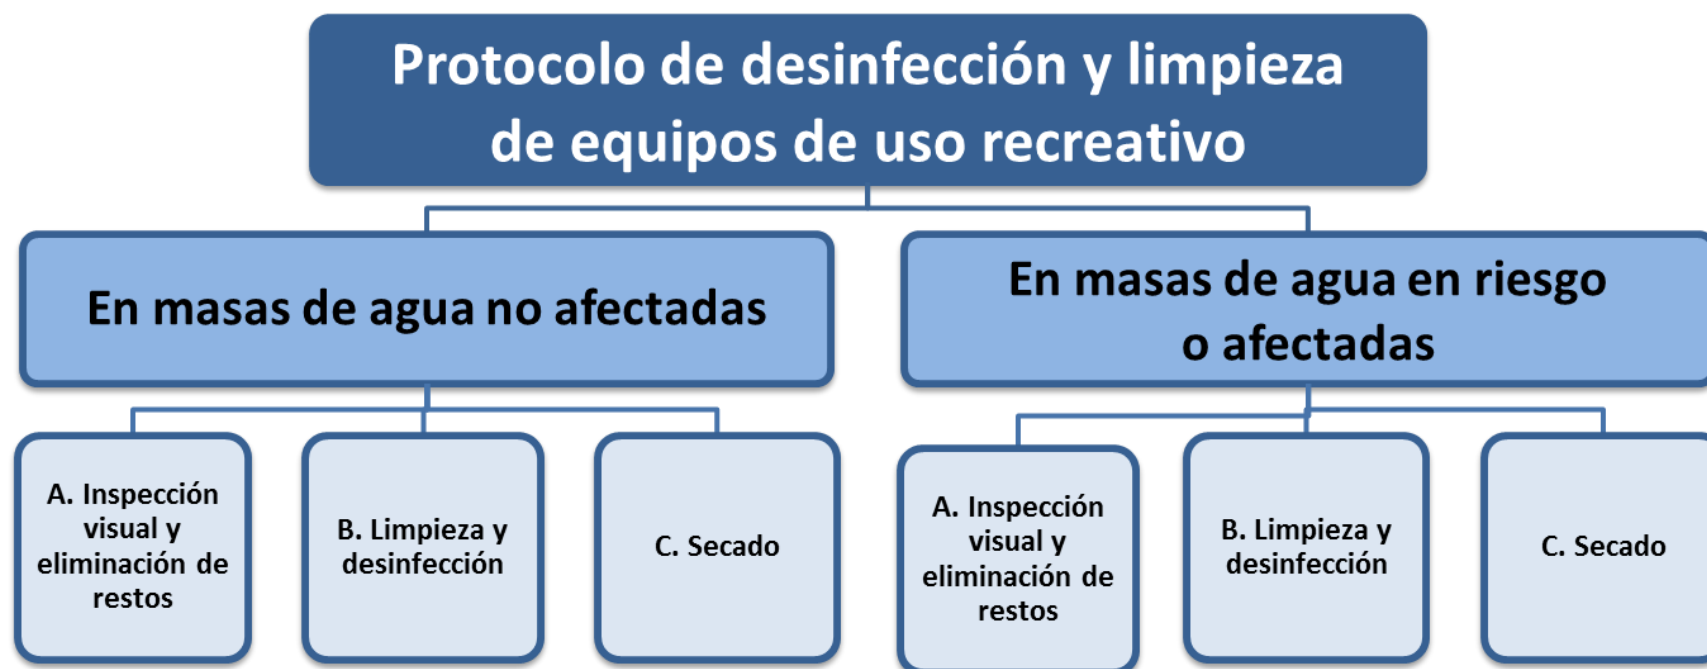 Protocolo de desinfección y limpieza
de equipos de uso recreativo
En masas de agua no afectadas
En masas de agua en riesgo
o afectadas
A. Inspección
visual y
eliminación de
restos
B. Limpieza y
desinfección
C. Secado
A. Inspección
visual y
eliminación de
restos
B. Limpieza y
desinfección
C. Secado